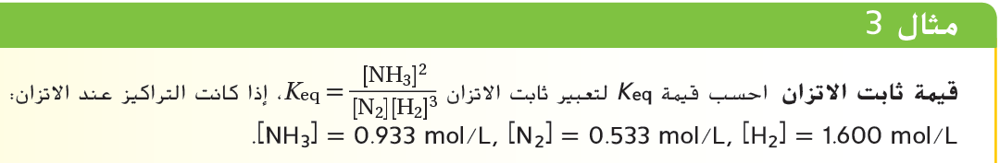 مثال 3
قيمة ثابت الاتزان احسب قيمة Keq لتعبير ثابت الاتزان Keq = [NH₃]² / [N₂][H₂]³، إذا كانت التراكيز عند الاتزان:
[NH₃] = 0.933 mol/L, [N₂] = 0.533 mol/L, [H₂] = 1.600 mol/L.